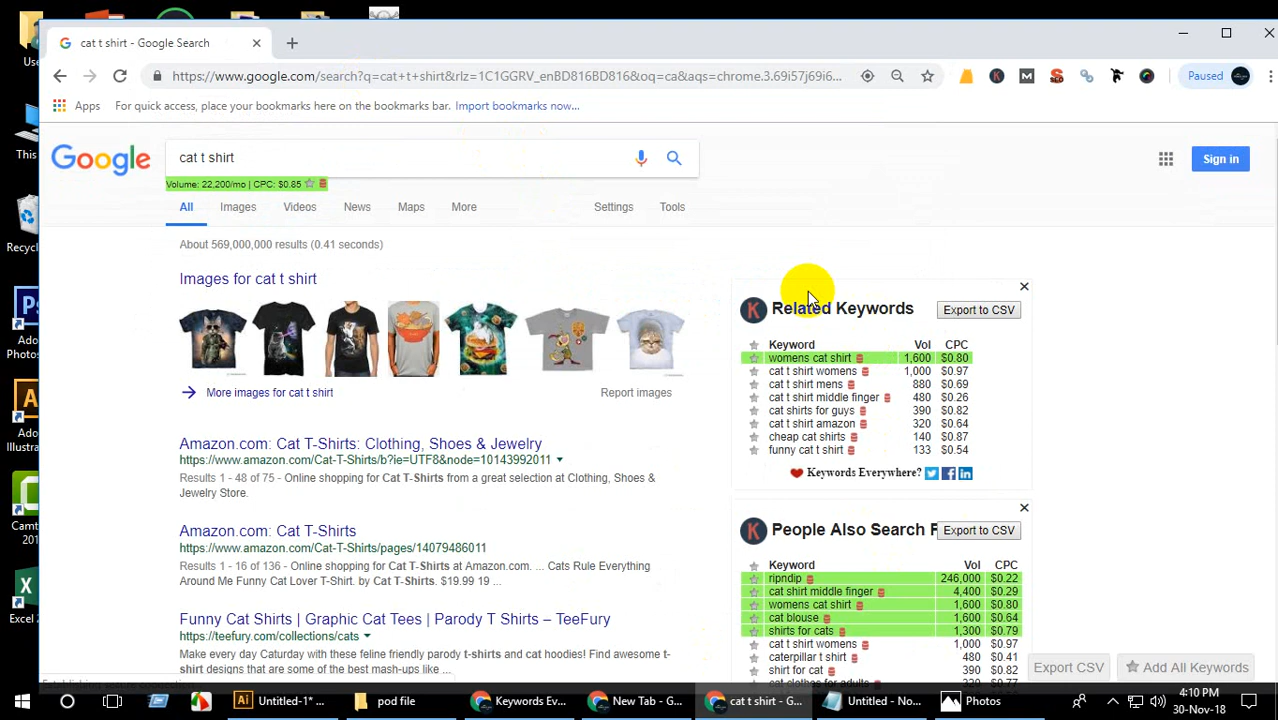 cat t shirt - Google Search
https://www.google.com/search?q=cat+t+shirt&rlz=1C1GGRV_enBD816BD816&oq=ca&aqs=chrome.3.69i57j69i6...
Paused
Apps
For quick access, place your bookmarks here on the bookmarks bar. Import bookmarks now...
Google
cat t shirt
Sign in
Volume: 22,200/mo | CPC: $0.85
All Images Videos News Maps More Settings Tools
About 569,000,000 results (0.41 seconds)
Images for cat t shirt
More images for cat t shirt
Report images
Amazon.com: Cat T-Shirts: Clothing, Shoes & Jewelry
https://www.amazon.com/Cat-T-Shirts/b?ie=UTF8&node=10143992011
Results 1 - 48 of 75 - Online shopping for Cat T-Shirts from a great selection at Clothing, Shoes &
Jewelry Store.
Amazon.com: Cat T-Shirts
https://www.amazon.com/Cat-T-Shirts/pages/14079486011
Results 1 - 16 of 136 - Online shopping for Cat T-Shirts at Amazon.com. ... Cats Rule Everything
Around Me Funny Cat Lover T-Shirt. by Cat T-Shirts. $19.99 19 ...
Funny Cat Shirts | Graphic Cat Tees | Parody T Shirts – TeeFury
https://teefury.com/collections/cats
Make every day Caturday with these feline friendly parody t-shirts and cat hoodies! Find awesome t-
shirt designs that are some of the best mash-ups like ...
Related Keywords
Export to CSV
Keyword Vol CPC
womens cat shirt 1,600 $0.80
cat t shirt womens 1,000 $0.97
cat t shirt mens 880 $0.69
cat t shirt middle finger 480 $0.26
cat shirts for guys 390 $0.82
cat t shirt amazon 320 $0.64
cheap cat shirts 140 $0.87
funny cat t shirt 133 $0.54
Keywords Everywhere?
People Also Search F
Export to CSV
Keyword Vol CPC
ripndip 246,000 $0.22
cat shirt middle finger 4,400 $0.29
womens cat shirt 1,600 $0.80
cat blouse 1,600 $0.64
shirts for cats 1,300 $0.79
cat t shirt womens 1,000 $0.97
caterpillar t shirt 480 $0.41
shirt for cat 390 $0.82
cat clothes for adults
Export CSV
Add All Keywords
Use
This
Recycl
Ado
Photos
Ado
Illustra
Camt
20
Excel 2
Untitled-1*
pod file
Keywords Ev...
New Tab - G...
cat t shirt - G...
Untitled - No...
Photos
4:10 PM
30-Nov-18